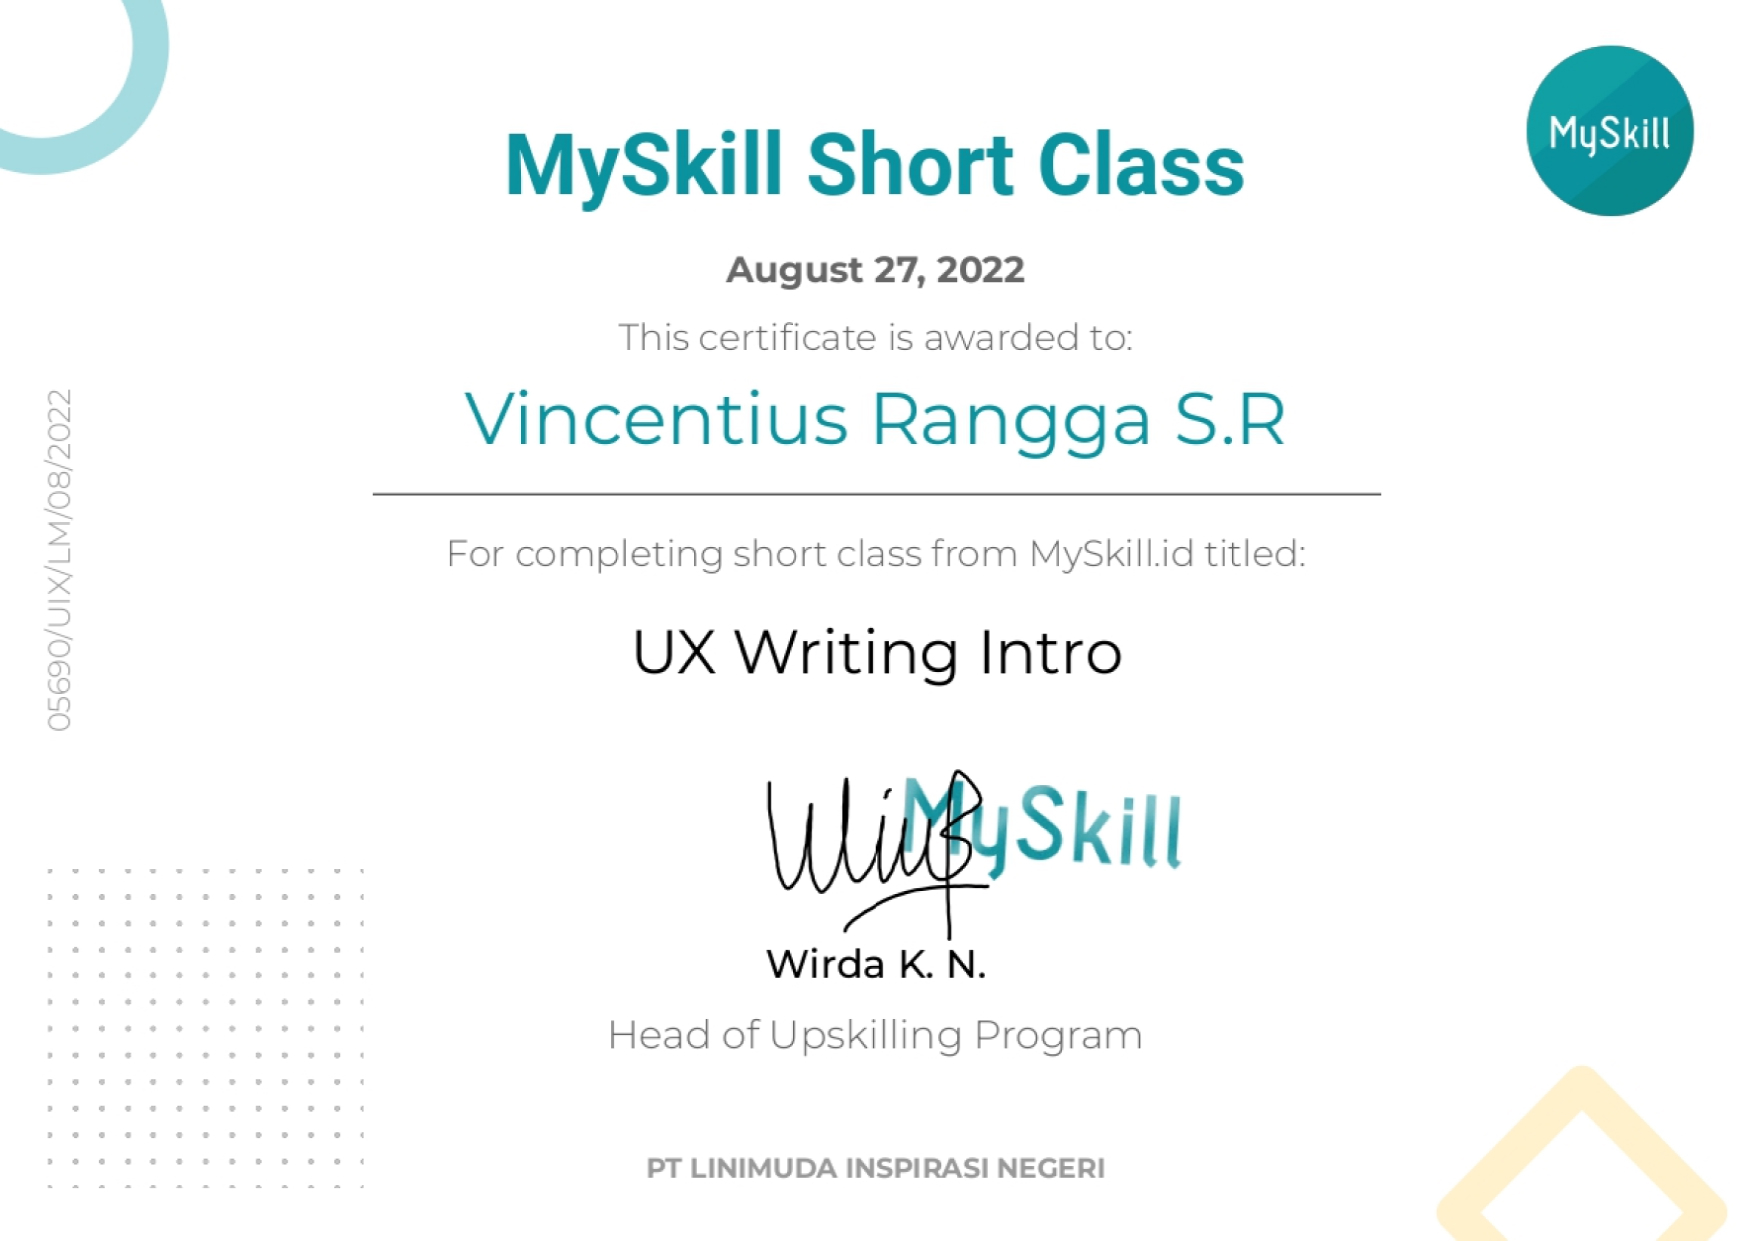 MySkill
MySkill Short Class
August 27, 2022
This certificate is awarded to:
Vincentius Rangga S.R
05690/UIX/LM/08/2022
For completing short class from MySkill.id titled:
UX Writing Intro
MySkill
Wirda K. N.
Head of Upskilling Program
PT LINIMUDA INSPIRASI NEGERI